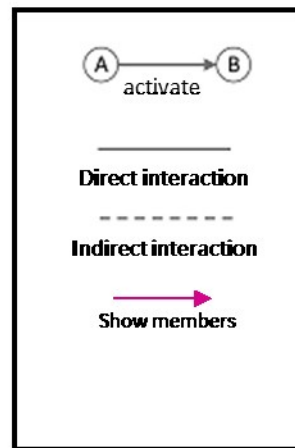 A B
activate
Direct interaction
Indirect interaction
Show members